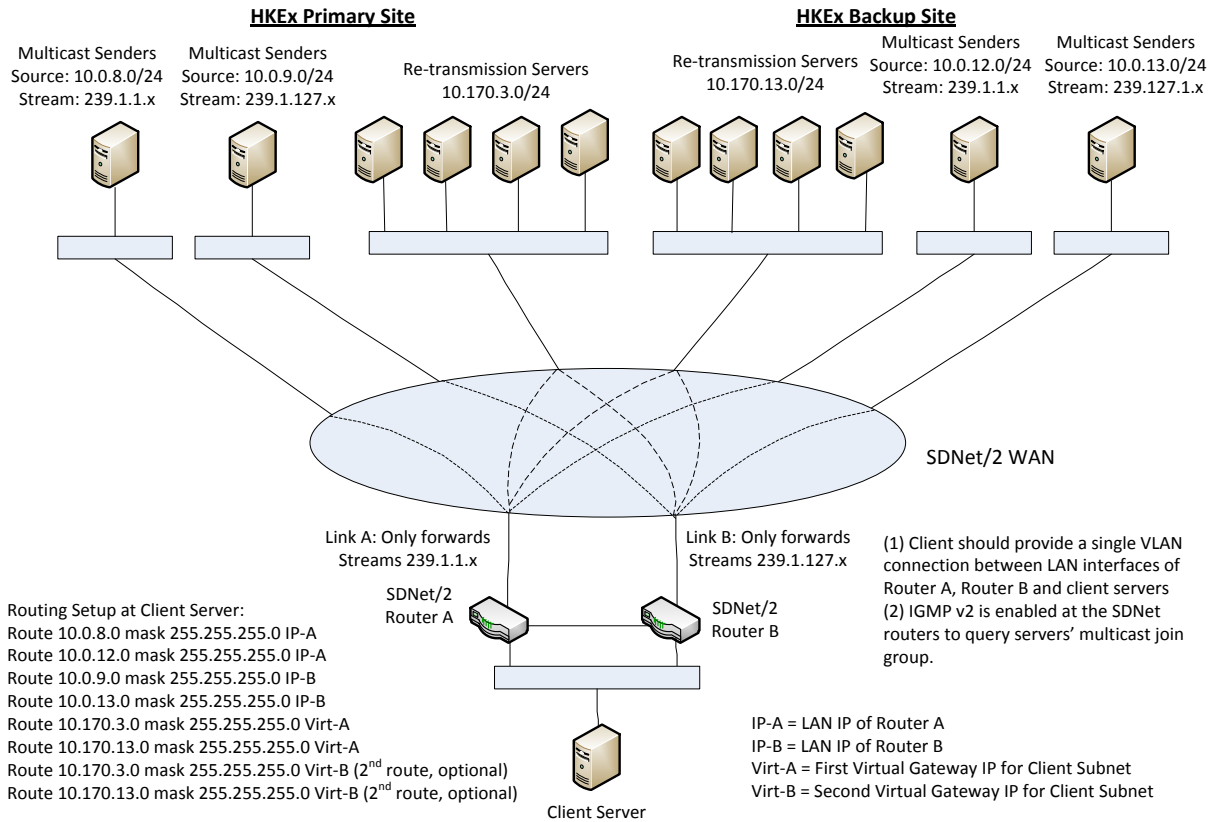 HKEx Primary Site
HKEx Backup Site
Multicast Senders
Source: 10.0.8.0/24
Stream: 239.1.1.x
Multicast Senders
Source: 10.0.9.0/24
Stream: 239.1.127.x
Re-transmission Servers
10.170.3.0/24
Re-transmission Servers
10.170.13.0/24
Multicast Senders
Source: 10.0.12.0/24
Stream: 239.1.1.x
Multicast Senders
Source: 10.0.13.0/24
Stream: 239.127.1.x
SDNet/2 WAN
Link A: Only forwards
Streams 239.1.1.x
Link B: Only forwards
Streams 239.1.127.x
SDNet/2
Router A
SDNet/2
Router B
(1) Client should provide a single VLAN
connection between LAN interfaces of
Router A, Router B and client servers
(2) IGMP v2 is enabled at the SDNet
routers to query servers’ multicast join
group.
Routing Setup at Client Server:
Route 10.0.8.0 mask 255.255.255.0 IP-A
Route 10.0.12.0 mask 255.255.255.0 IP-A
Route 10.0.9.0 mask 255.255.255.0 IP-B
Route 10.0.13.0 mask 255.255.255.0 IP-B
Route 10.170.3.0 mask 255.255.255.0 Virt-A
Route 10.170.13.0 mask 255.255.255.0 Virt-A
Route 10.170.3.0 mask 255.255.255.0 Virt-B (2nd route, optional)
Route 10.170.13.0 mask 255.255.255.0 Virt-B (2nd route, optional)
Client Server
IP-A = LAN IP of Router A
IP-B = LAN IP of Router B
Virt-A = First Virtual Gateway IP for Client Subnet
Virt-B = Second Virtual Gateway IP for Client Subnet